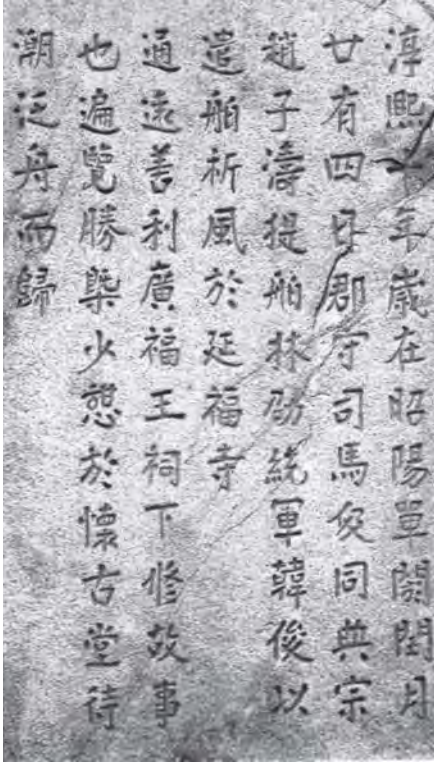 淳熙十年歲在昭陽單閼閏月
廿有四日郡守司馬伋同典宗
趙子濤提舶林劭統軍韓俊以
遣舶祈風於延福寺
通遠善利廣福王祠下修故事
也遍覽勝槩少憩於懷古堂待
潮泛舟而歸